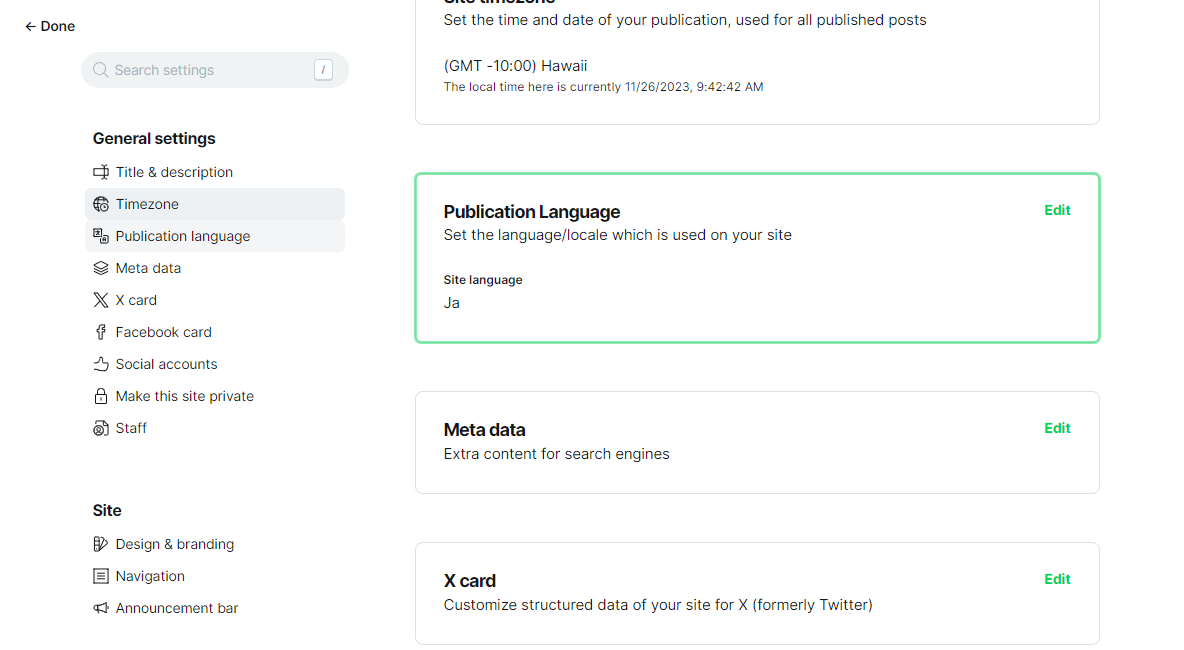 ← Done
Search settings /
General settings
Title & description
Timezone
Publication language
Meta data
X card
Facebook card
Social accounts
Make this site private
Staff
Site
Design & branding
Navigation
Announcement bar
Site timezone
Set the time and date of your publication, used for all published posts
(GMT -10:00) Hawaii
The local time here is currently 11/26/2023, 9:42:42 AM
Publication Language
Edit
Set the language/locale which is used on your site
Site language
Ja
Meta data
Edit
Extra content for search engines
X card
Edit
Customize structured data of your site for X (formerly Twitter)